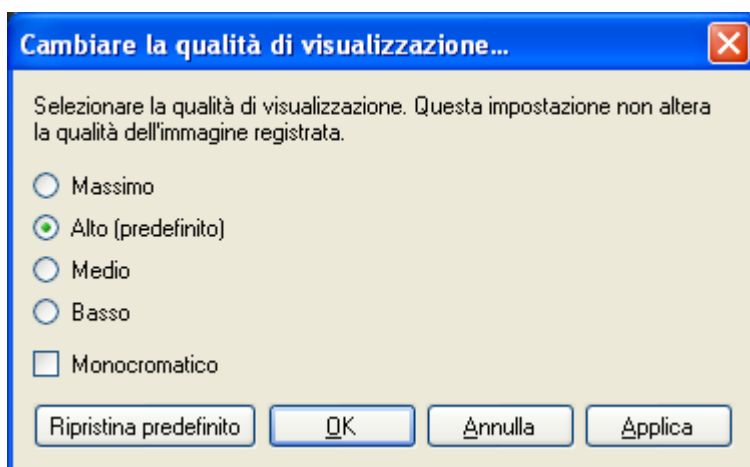 Cambiare la qualità di visualizzazione...
Selezionare la qualità di visualizzazione. Questa impostazione non altera
la qualità dell'immagine registrata.
Massimo
Alto (predefinito)
Medio
Basso
Monocromatico
Ripristina predefinito OK Annulla Applica